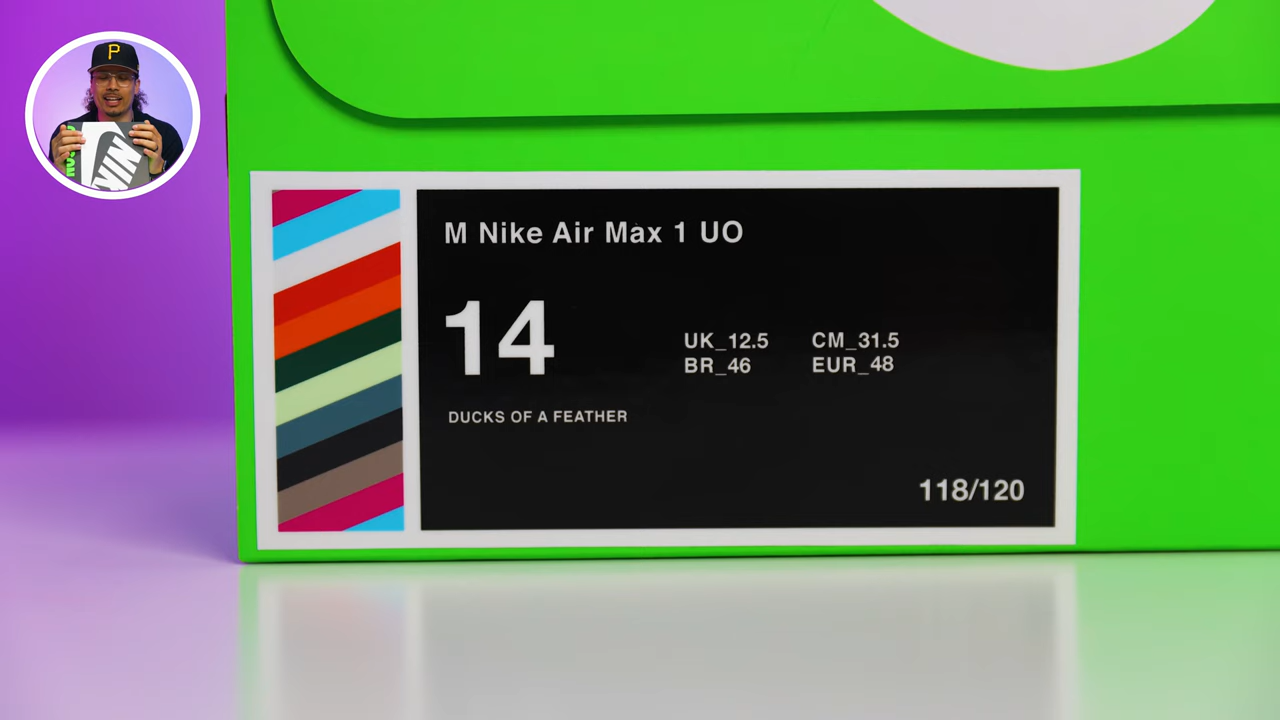 P
M Nike Air Max 1 UO
14
UK_12.5 CM_31.5
BR_46 EUR_48
DUCKS OF A FEATHER
118/120